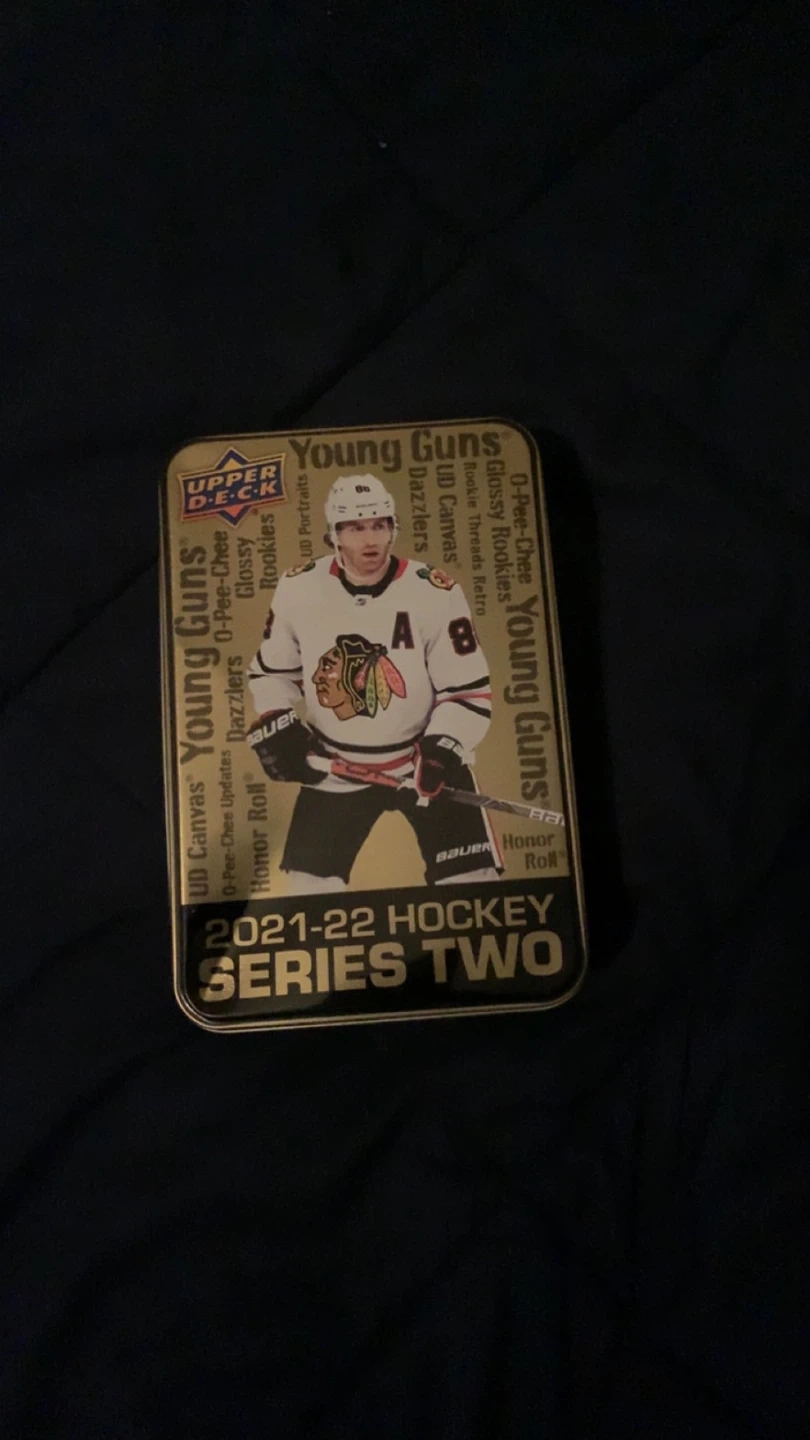 Young Guns®
UPPER
D·E·C·K
88
UD Portraits
Dazzlers
UD Canvas®
Rookie Threads Retro
Glossy Rookies
O-Pee-Chee
Young Guns®
O-Pee-Chee
Glossy
Rookies
A
8
Young Guns®
Dazzlers
BAUER
UD Canvas®
O-Pee-Chee Updates
Honor Roll®
BAUER
Honor
Roll®
2021-22 HOCKEY
SERIES TWO